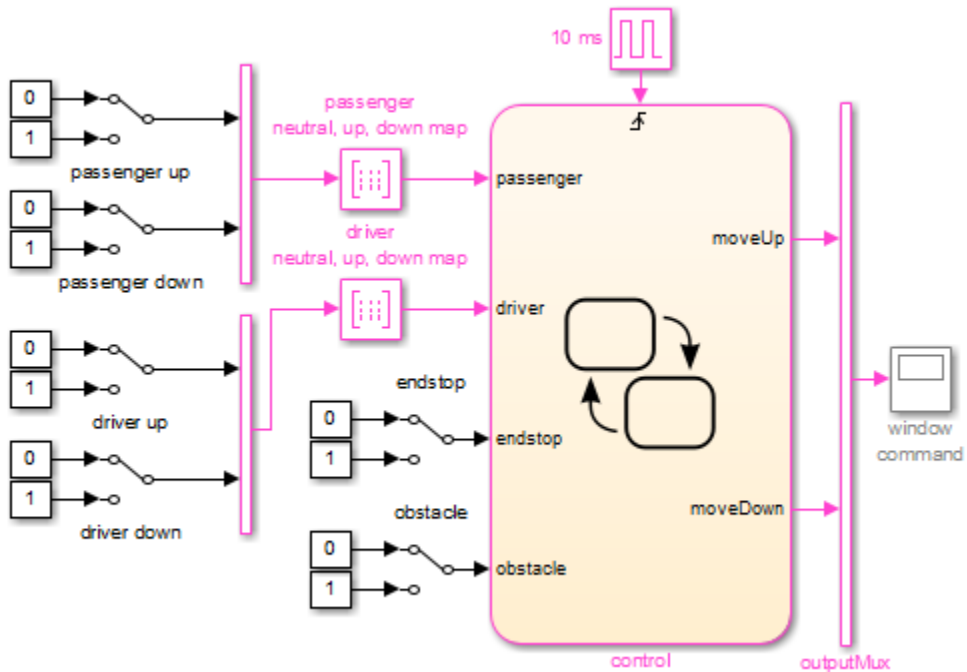 10 ms
0
1
passenger up
0
1
passenger down
passenger
neutral, up, down map
driver
neutral, up, down map
0
1
driver up
0
1
driver down
endstop
0
1
obstacle
0
1
passenger
driver
endstop
obstacle
moveUp
moveDown
control
outputMux
window
command